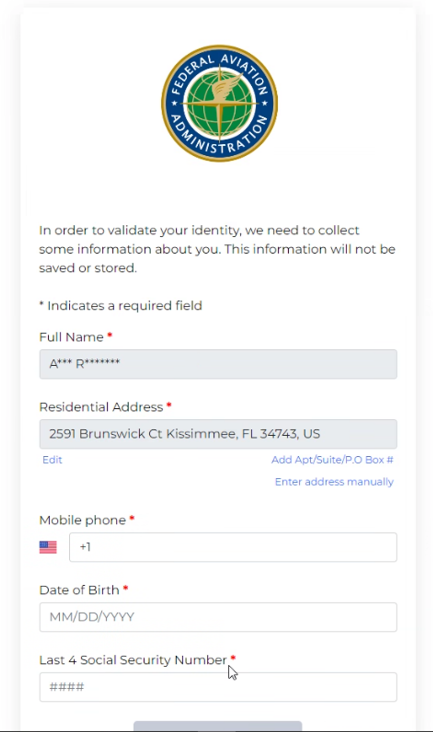 FEDERAL AVIATION
ADMINISTRATION
In order to validate your identity, we need to collect
some information about you. This information will not be
saved or stored.
* Indicates a required field
Full Name *
A*** R*******
Residential Address *
2591 Brunswick Ct Kissimmee, FL 34743, US
Edit
Add Apt/Suite/P.O Box #
Enter address manually
Mobile phone *
+1
Date of Birth *
MM/DD/YYYY
Last 4 Social Security Number *
####